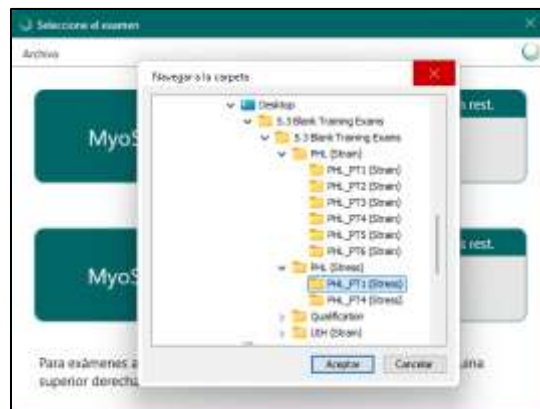 Seleccione el examen
Archivo
Navegar a la carpeta
Desktop
5.3 Blank Training Exams
5.3 Blank Training Exams
PHL (Strain)
PHL_PT1 (Strain)
PHL_PT2 (Strain)
PHL_PT3 (Strain)
PHL_PT4 (Strain)
PHL_PT5 (Strain)
PHL_PT6 (Strain)
PHL (Stress)
PHL_PT1 (Stress)
PHL_PT4 (Stress)
Qualification
(Strain)
MyoS
rest.
MyoS
rest.
Para exámenes a
superior derecha
Aceptar
Cancelar